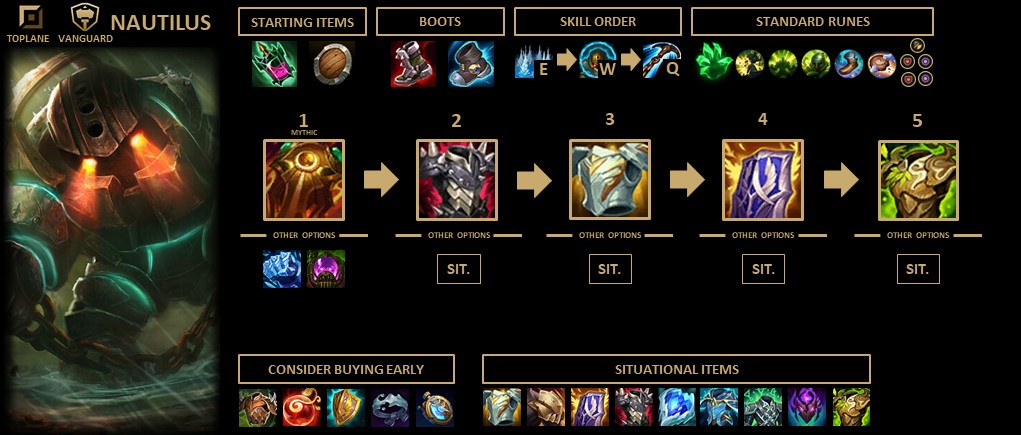 TOPLANE
VANGUARD
NAUTILUS
STARTING ITEMS
BOOTS
SKILL ORDER
STANDARD RUNES
E
W
Q
1
MYTHIC
2
3
4
5
OTHER OPTIONS
OTHER OPTIONS
OTHER OPTIONS
OTHER OPTIONS
OTHER OPTIONS
SIT.
SIT.
SIT.
SIT.
CONSIDER BUYING EARLY
SITUATIONAL ITEMS